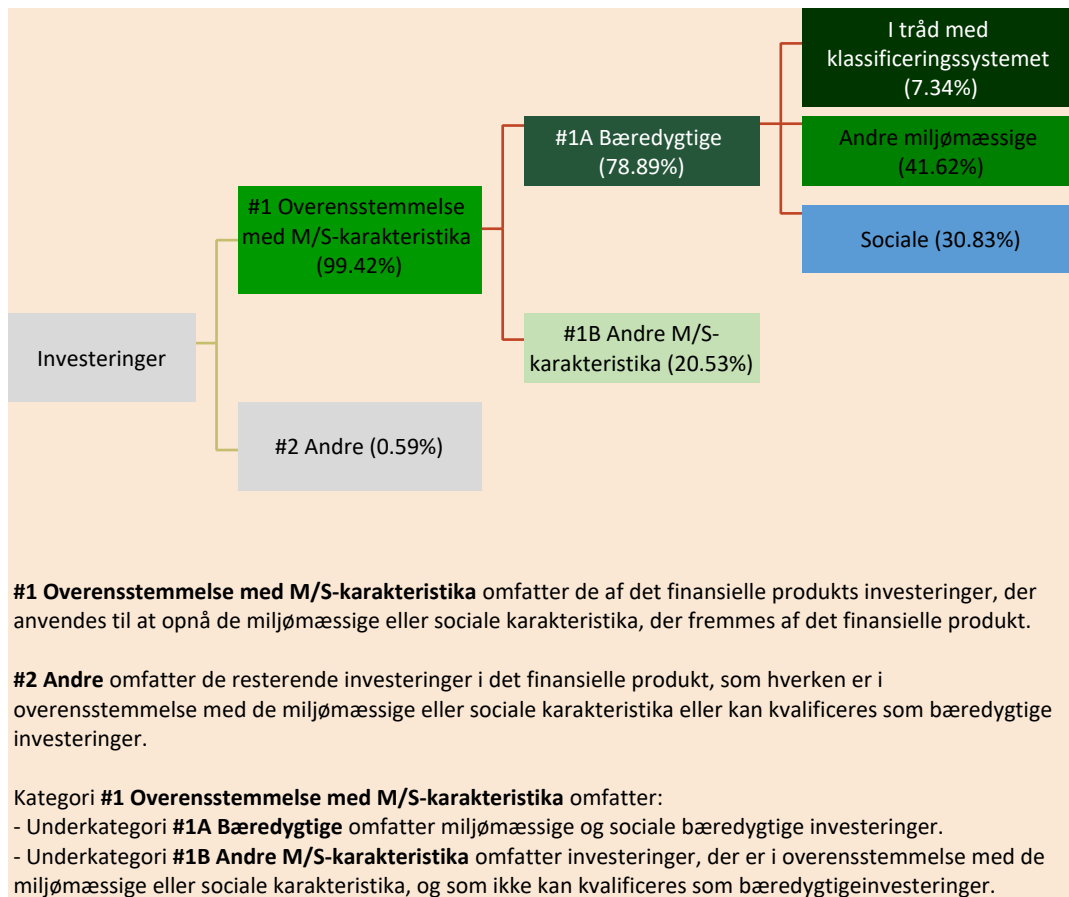 I tråd med
klassificeringssystemet
(7.34%)
#1A Bæredygtige
(78.89%)
Andre miljømæssige
(41.62%)
#1 Overensstemmelse
med M/S-karakteristika
(99.42%)
Sociale (30.83%)
Investeringer
#1B Andre M/S-
karakteristika (20.53%)
#2 Andre (0.59%)
#1 Overensstemmelse med M/S-karakteristika omfatter de af det finansielle produkts investeringer, der
anvendes til at opnå de miljømæssige eller sociale karakteristika, der fremmes af det finansielle produkt.
#2 Andre omfatter de resterende investeringer i det finansielle produkt, som hverken er i
overensstemmelse med de miljømæssige eller sociale karakteristika eller kan kvalificeres som bæredygtige
investeringer.
Kategori #1 Overensstemmelse med M/S-karakteristika omfatter:
- Underkategori #1A Bæredygtige omfatter miljømæssige og sociale bæredygtige investeringer.
- Underkategori #1B Andre M/S-karakteristika omfatter investeringer, der er i overensstemmelse med de
miljømæssige eller sociale karakteristika, og som ikke kan kvalificeres som bæredygtigeinvesteringer.